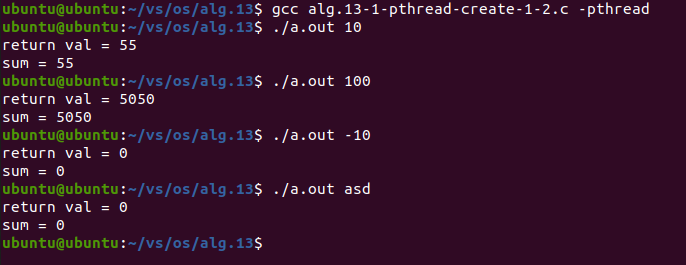 ubuntu@ubuntu:~/vs/os/alg.13$ gcc alg.13-1-pthread-create-1-2.c -pthread
ubuntu@ubuntu:~/vs/os/alg.13$ ./a.out 10
return val = 55
sum = 55
ubuntu@ubuntu:~/vs/os/alg.13$ ./a.out 100
return val = 5050
sum = 5050
ubuntu@ubuntu:~/vs/os/alg.13$ ./a.out -10
return val = 0
sum = 0
ubuntu@ubuntu:~/vs/os/alg.13$ ./a.out asd
return val = 0
sum = 0
ubuntu@ubuntu:~/vs/os/alg.13$